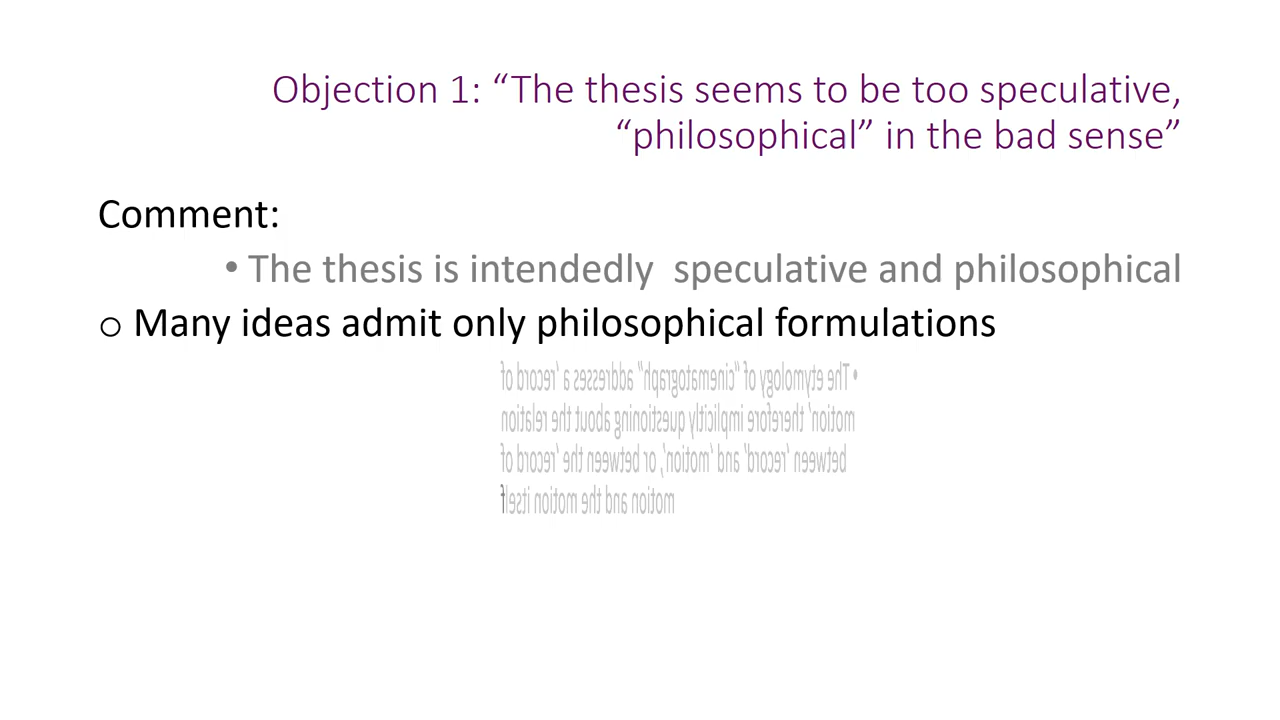 Objection 1: “The thesis seems to be too speculative,
“philosophical” in the bad sense”
Comment:
• The thesis is intendedly  speculative and philosophical
o Many ideas admit only philosophical formulations
• The etymology of “cinematograph” addresses a ‘record of
motion’ therefore implicitly questioning about the relation
between ‘record’ and ‘motion’, or between the ‘record of
motion and the motion itself